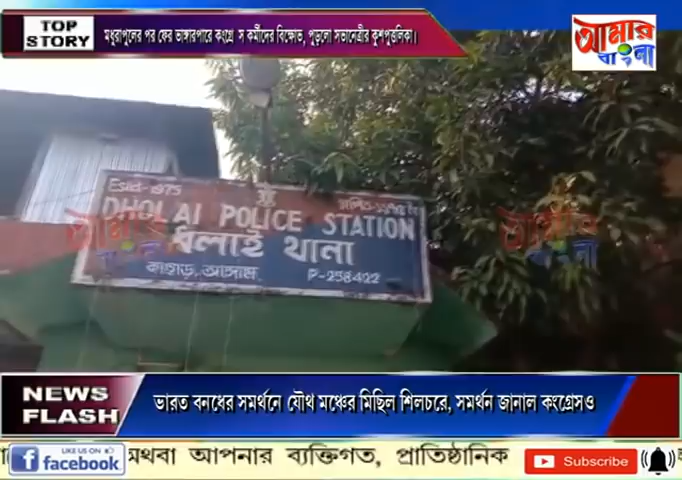 TOP STORY
মধুরাপুলের পর ফের ভাঙ্গারপারে কংগ্রে স কর্মীদের বিক্ষোভ, পুড়লো সভানেত্রীর কুশপুত্তলিকা।
আমার
বাংলা
Estd-1975
DHOLAI POLICE STATION
ধলাই থানা
কাছাড়, আসাম
P-258422
NEWS FLASH
ভারত বনধের সমর্থনে যৌথ মঞ্চের মিছিল শিলচরে, সমর্থন জানাল কংগ্রেসও
LIKE US ON
facebook
অথবা আপনার ব্যক্তিগত, প্রাতিষ্ঠানিক
Subscribe